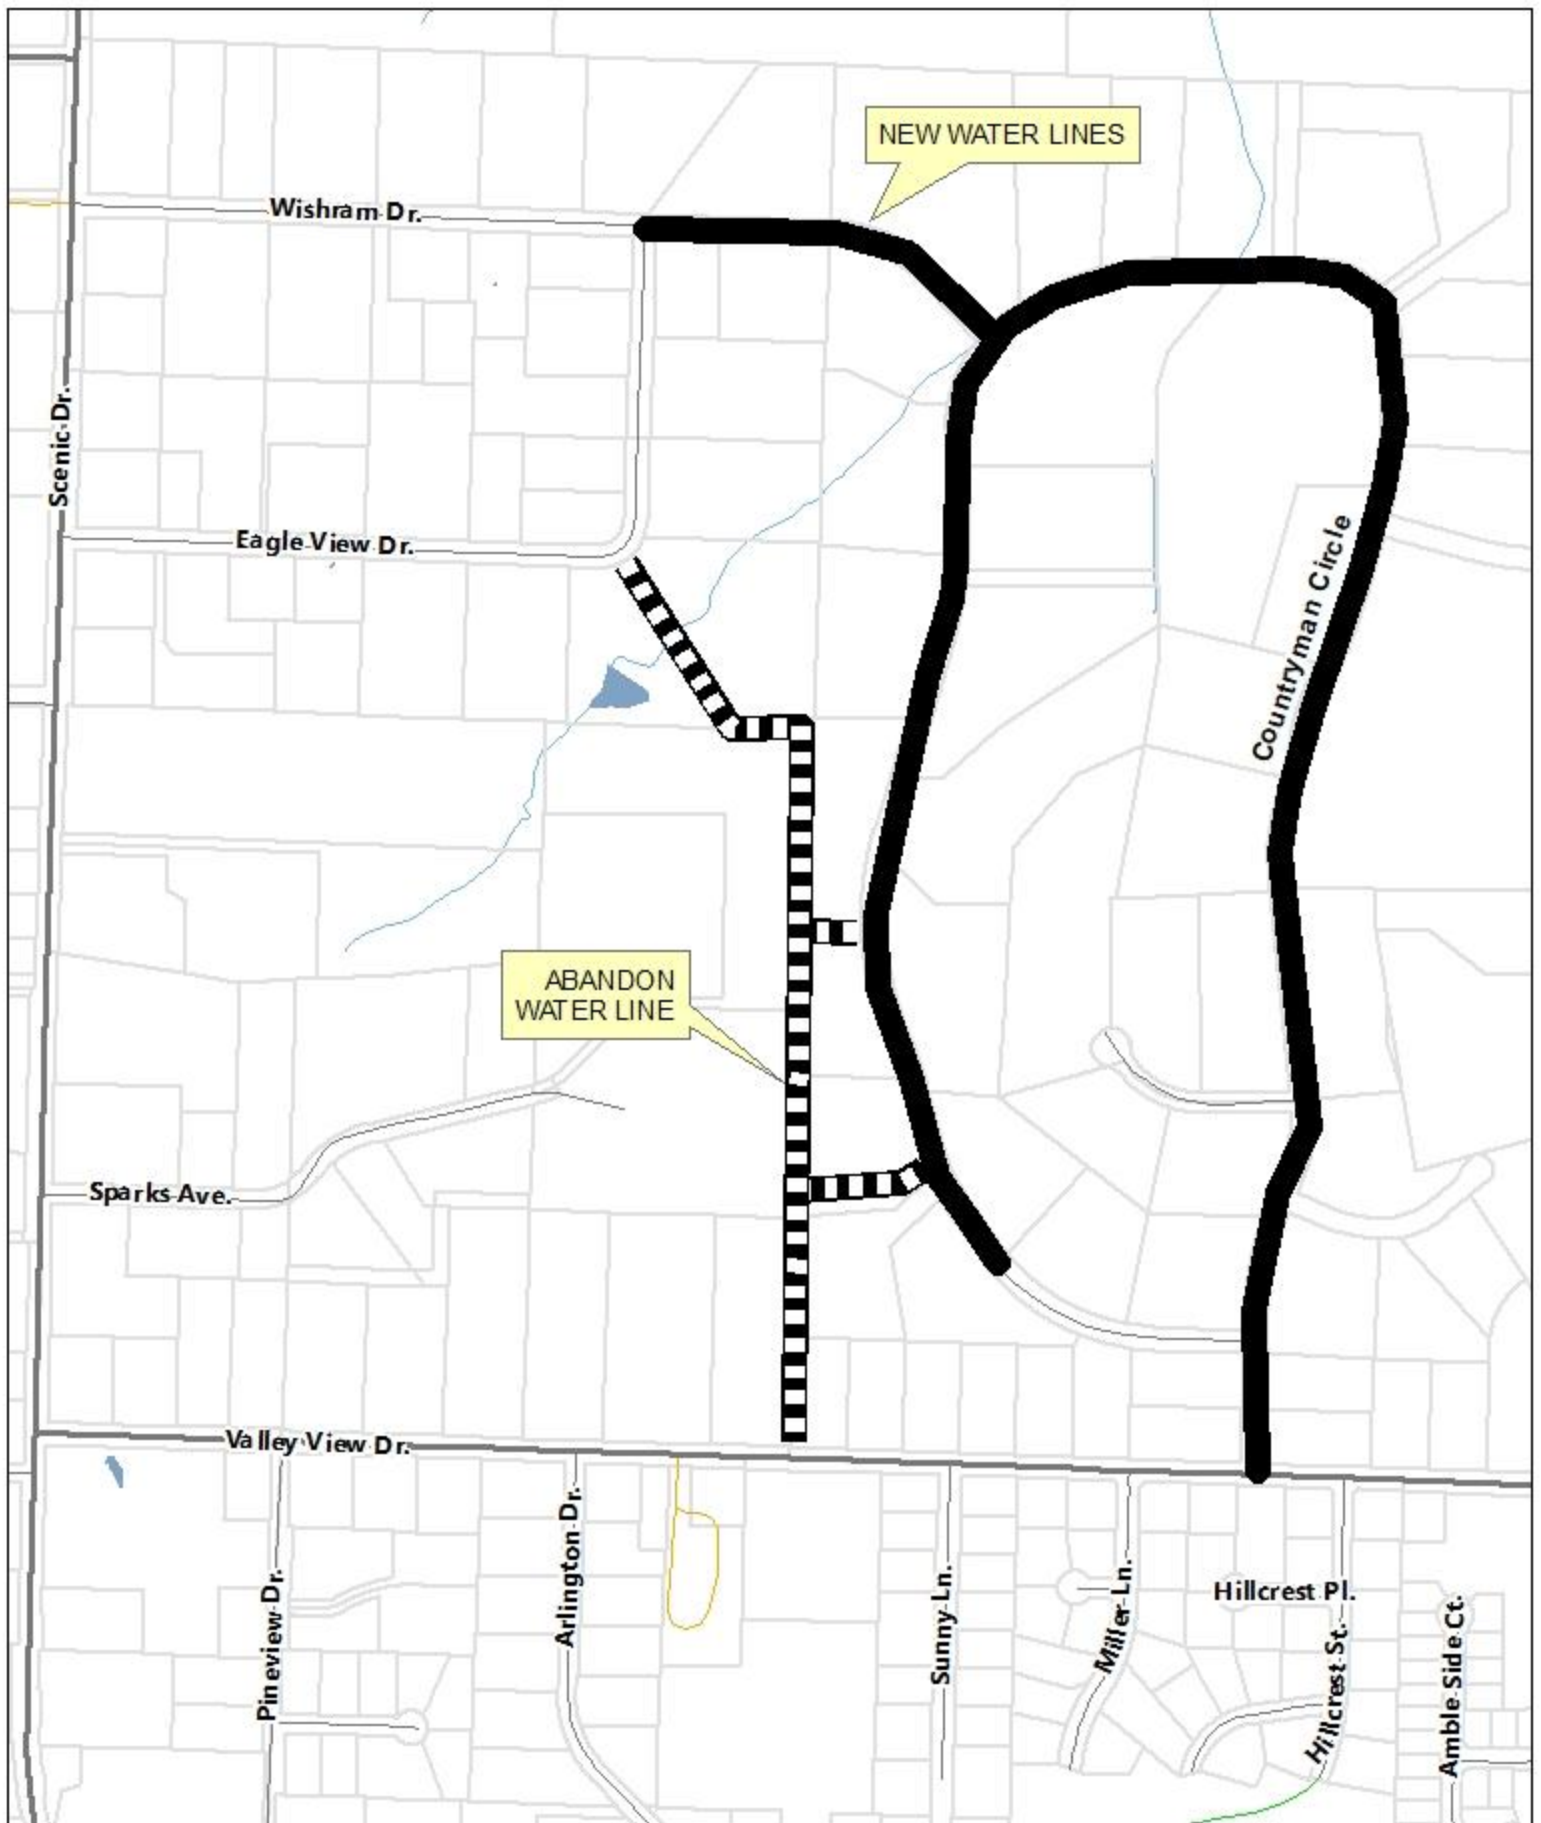 NEW WATER LINES
Wishram Dr.
Scenic Dr.
Eagle View Dr.
Countryman Circle
ABANDON
WATER LINE
Sparks Ave.
Valley View Dr.
Pineview Dr.
Arlington Dr.
Sunny Ln.
Miller Ln.
Hillcrest Pl.
Hillcrest St.
Amble Side Ct.